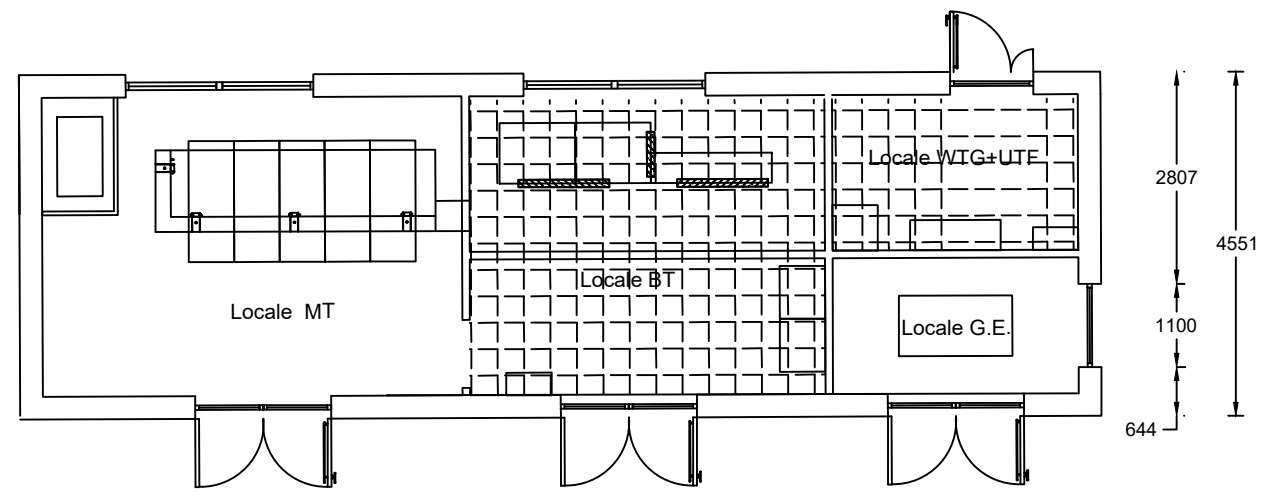 Locale WTG+UTF
2807
4551
Locale BT
Locale MT
Locale G.E.
1100
644